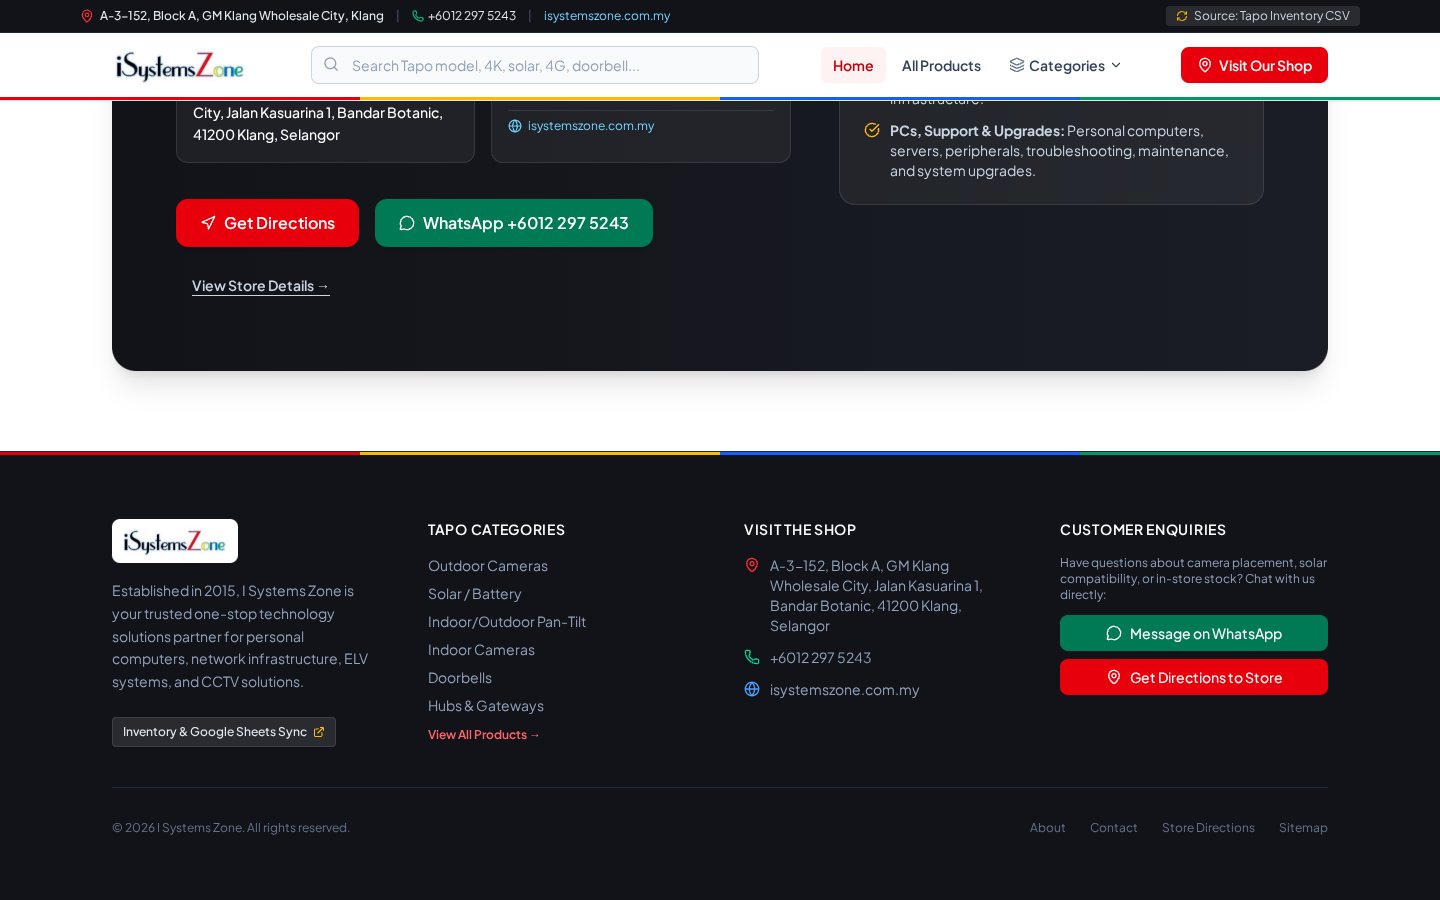 A-3-152, Block A, GM Klang Wholesale City, Klang | +6012 297 5243 | isystemszone.com.my
Source: Tapo Inventory CSV
iSystemsZone
Search Tapo model, 4K, solar, 4G, doorbell...
Home
All Products
Categories
Visit Our Shop
City, Jalan Kasuarina 1, Bandar Botanic,
41200 Klang, Selangor
isystemszone.com.my
infrastructure.
PCs, Support & Upgrades: Personal computers,
servers, peripherals, troubleshooting, maintenance,
and system upgrades.
Get Directions
WhatsApp +6012 297 5243
View Store Details →
iSystemsZone
Established in 2015, I Systems Zone is
your trusted one-stop technology
solutions partner for personal
computers, network infrastructure, ELV
systems, and CCTV solutions.
Inventory & Google Sheets Sync
TAPO CATEGORIES
Outdoor Cameras
Solar / Battery
Indoor/Outdoor Pan-Tilt
Indoor Cameras
Doorbells
Hubs & Gateways
View All Products →
VISIT THE SHOP
A-3-152, Block A, GM Klang
Wholesale City, Jalan Kasuarina 1,
Bandar Botanic, 41200 Klang,
Selangor
+6012 297 5243
isystemszone.com.my
CUSTOMER ENQUIRIES
Have questions about camera placement, solar
compatibility, or in-store stock? Chat with us
directly:
Message on WhatsApp
Get Directions to Store
© 2026 I Systems Zone. All rights reserved.
About
Contact
Store Directions
Sitemap